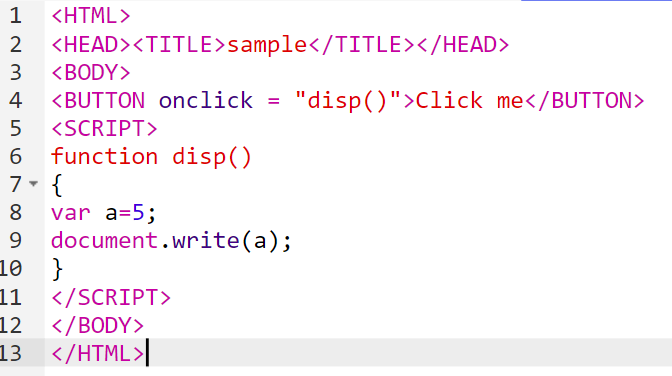 1 <HTML>
2 <HEAD><TITLE>sample</TITLE></HEAD>
3 <BODY>
4 <BUTTON onclick = "disp()">Click me</BUTTON>
5 <SCRIPT>
6 function disp()
7 {
8 var a=5;
9 document.write(a);
10 }
11 </SCRIPT>
12 </BODY>
13 </HTML>